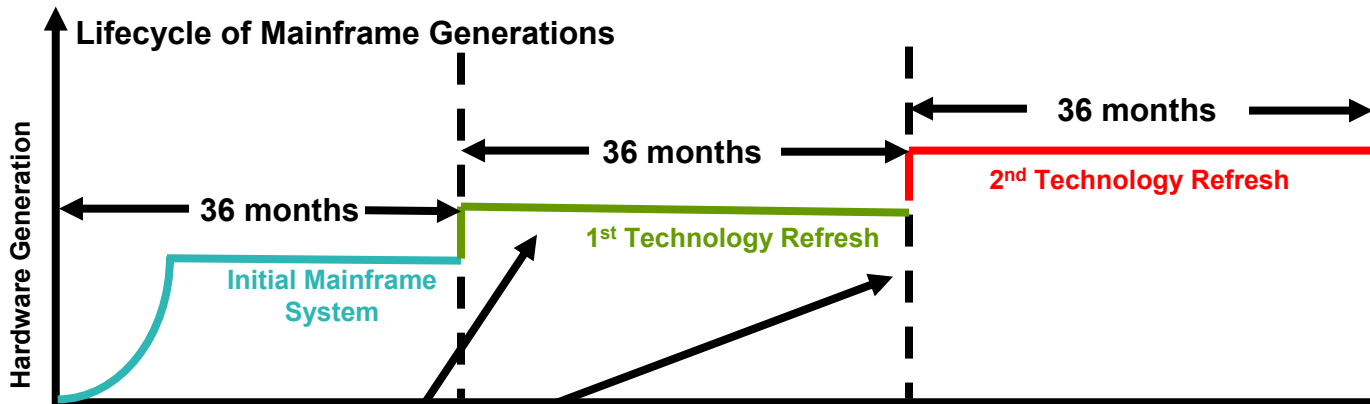 Lifecycle of Mainframe Generations
Hardware Generation
36 months
36 months
36 months
Initial Mainframe
System
1st Technology Refresh
2nd Technology Refresh